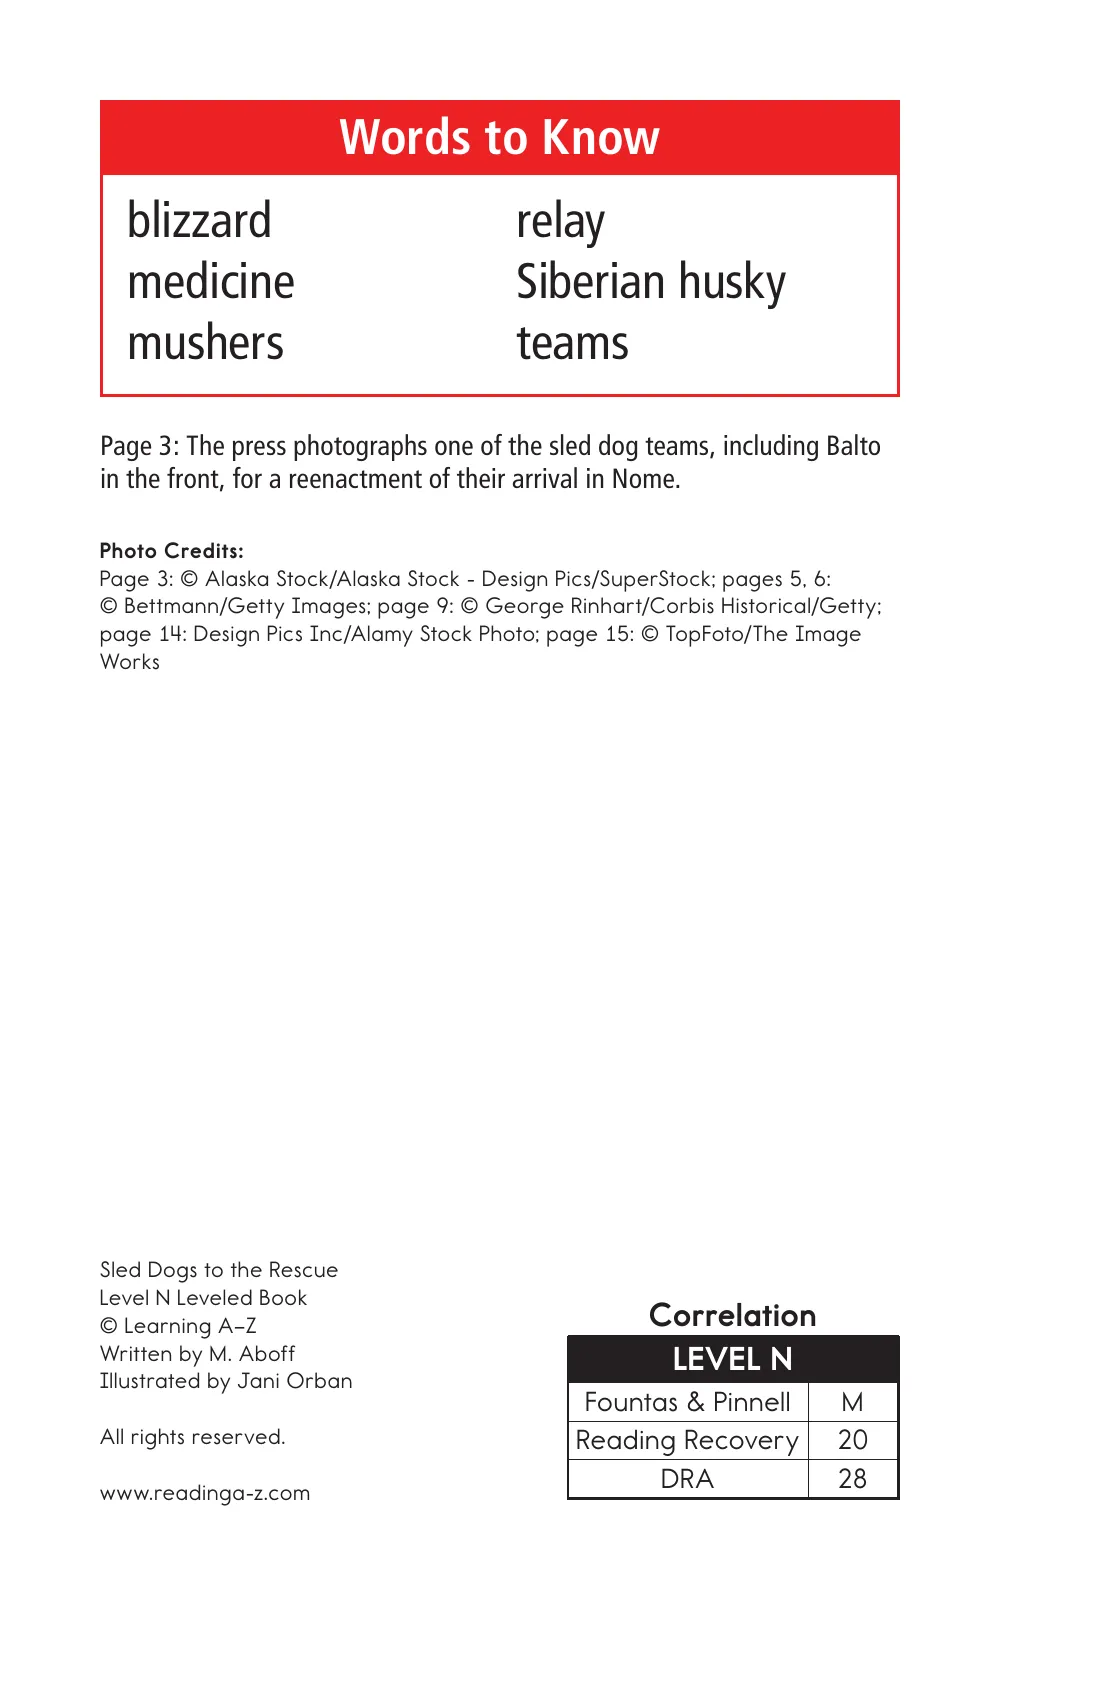 Words to Know
blizzard
medicine
mushers
relay
Siberian husky
teams
Page 3: The press photographs one of the sled dog teams, including Balto
in the front, for a reenactment of their arrival in Nome.
Photo Credits:
Page 3: © Alaska Stock/Alaska Stock - Design Pics/SuperStock; pages 5, 6:
© Bettmann/Getty Images; page 9: © George Rinhart/Corbis Historical/Getty;
page 14: Design Pics Inc/Alamy Stock Photo; page 15: © TopFoto/The Image
Works
Sled Dogs to the Rescue
Level N Leveled Book
© Learning A–Z
Written by M. Aboff
Illustrated by Jani Orban
All rights reserved.
www.readinga-z.com
Correlation
LEVEL N
Fountas & Pinnell M
Reading Recovery 20
DRA 28